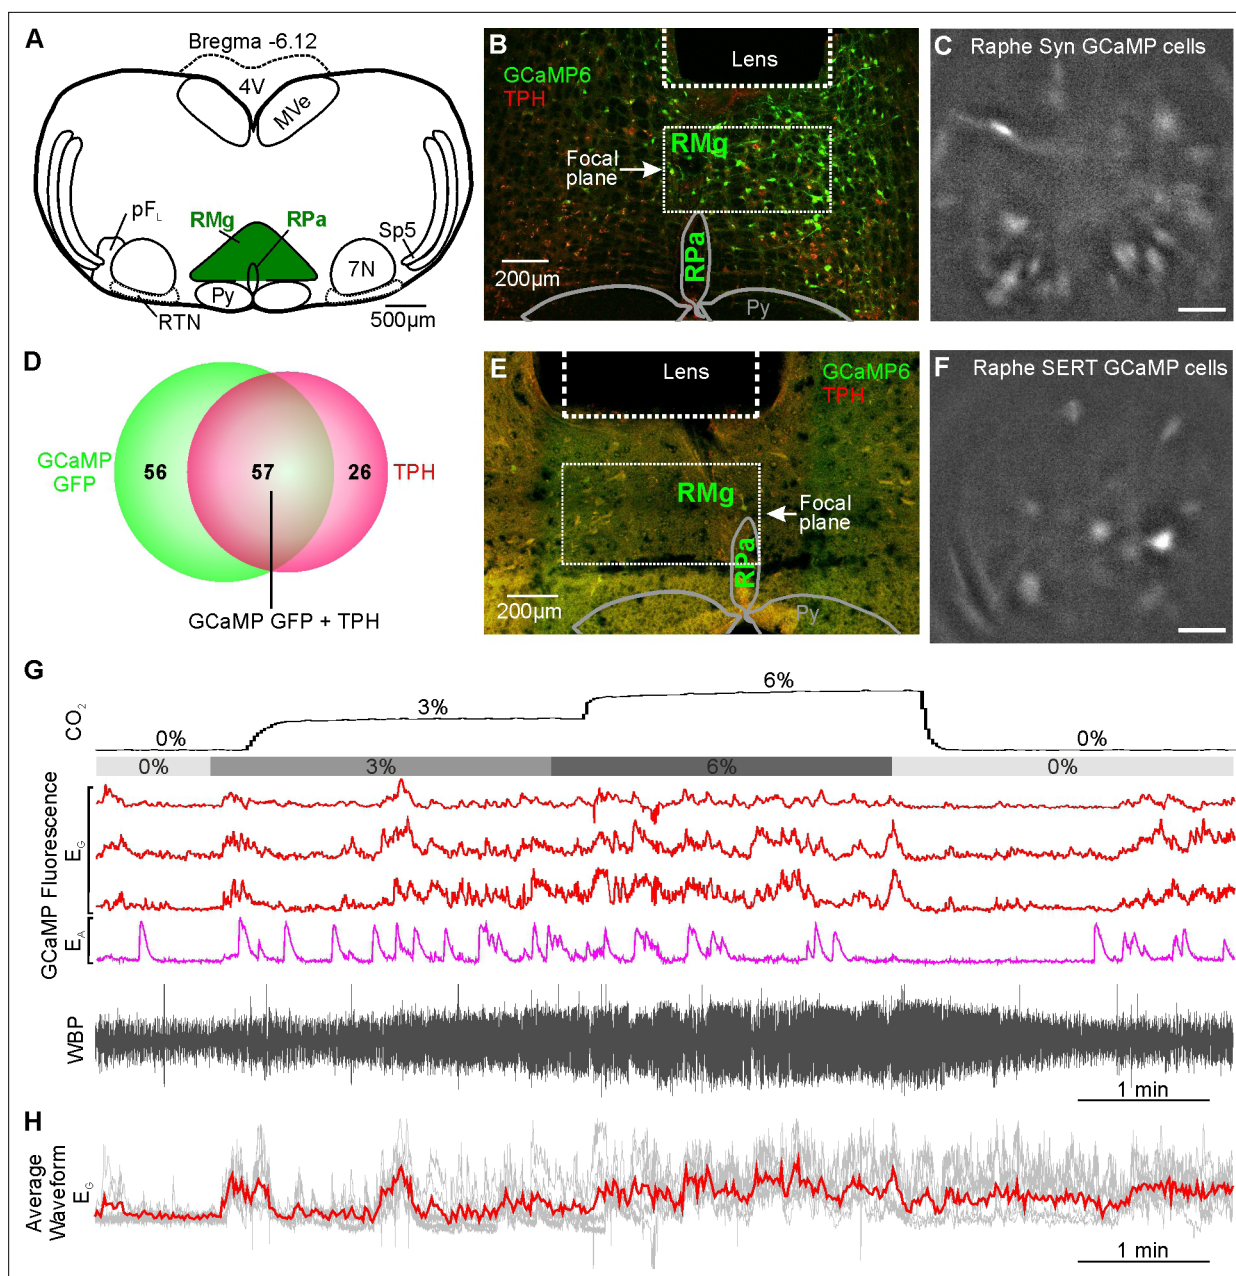 A
Bregma -6.12
4V
MVe
pFL
RMg
RPa
Sp5
7N
Py
RTN
500µm
B
Lens
GCaMP6
TPH
RMg
Focal
plane
RPa
200µm
Py
C
Raphe Syn GCaMP cells
D
GCaMP
GFP
56
57
26
TPH
GCaMP GFP + TPH
E
Lens
GCaMP6
TPH
RMg
Focal
plane
RPa
200µm
Py
F
Raphe SERT GCaMP cells
G
CO2
0%
3%
6%
0%
0%
3%
6%
0%
GCaMP Fluorescence
EG
EA
WBP
1 min
H
Average
Waveform
EG
1 min